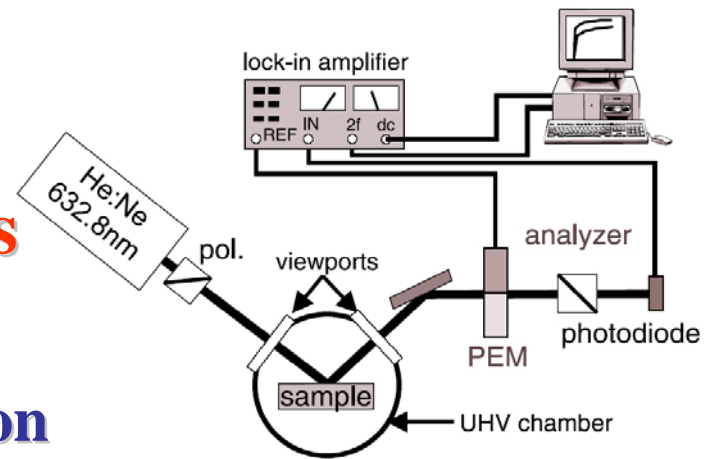 lock-in amplifier
REF IN 2f dc
He:Ne
632.8nm
s
pol.
viewports
analyzer
photodiode
PEM
sample
UHV chamber
on